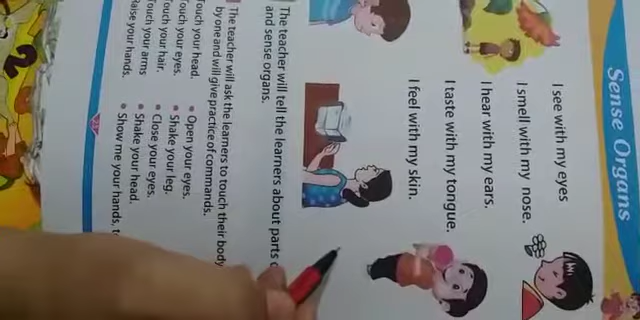 Sense Organs
I see with my eyes
I smell with my nose.
I hear with my ears.
I taste with my tongue.
I feel with my skin.
The teacher will tell the learners about parts
and sense organs.
The teacher will ask the learners to touch their body
by one and will give practice of commands.
Touch your head.
Touch your eyes.
Touch your hair.
Touch your arms
Raise your hands.
• Open your eyes.
• Shake your leg.
• Close your eyes.
• Shake your head.
• Show me your hands,
2